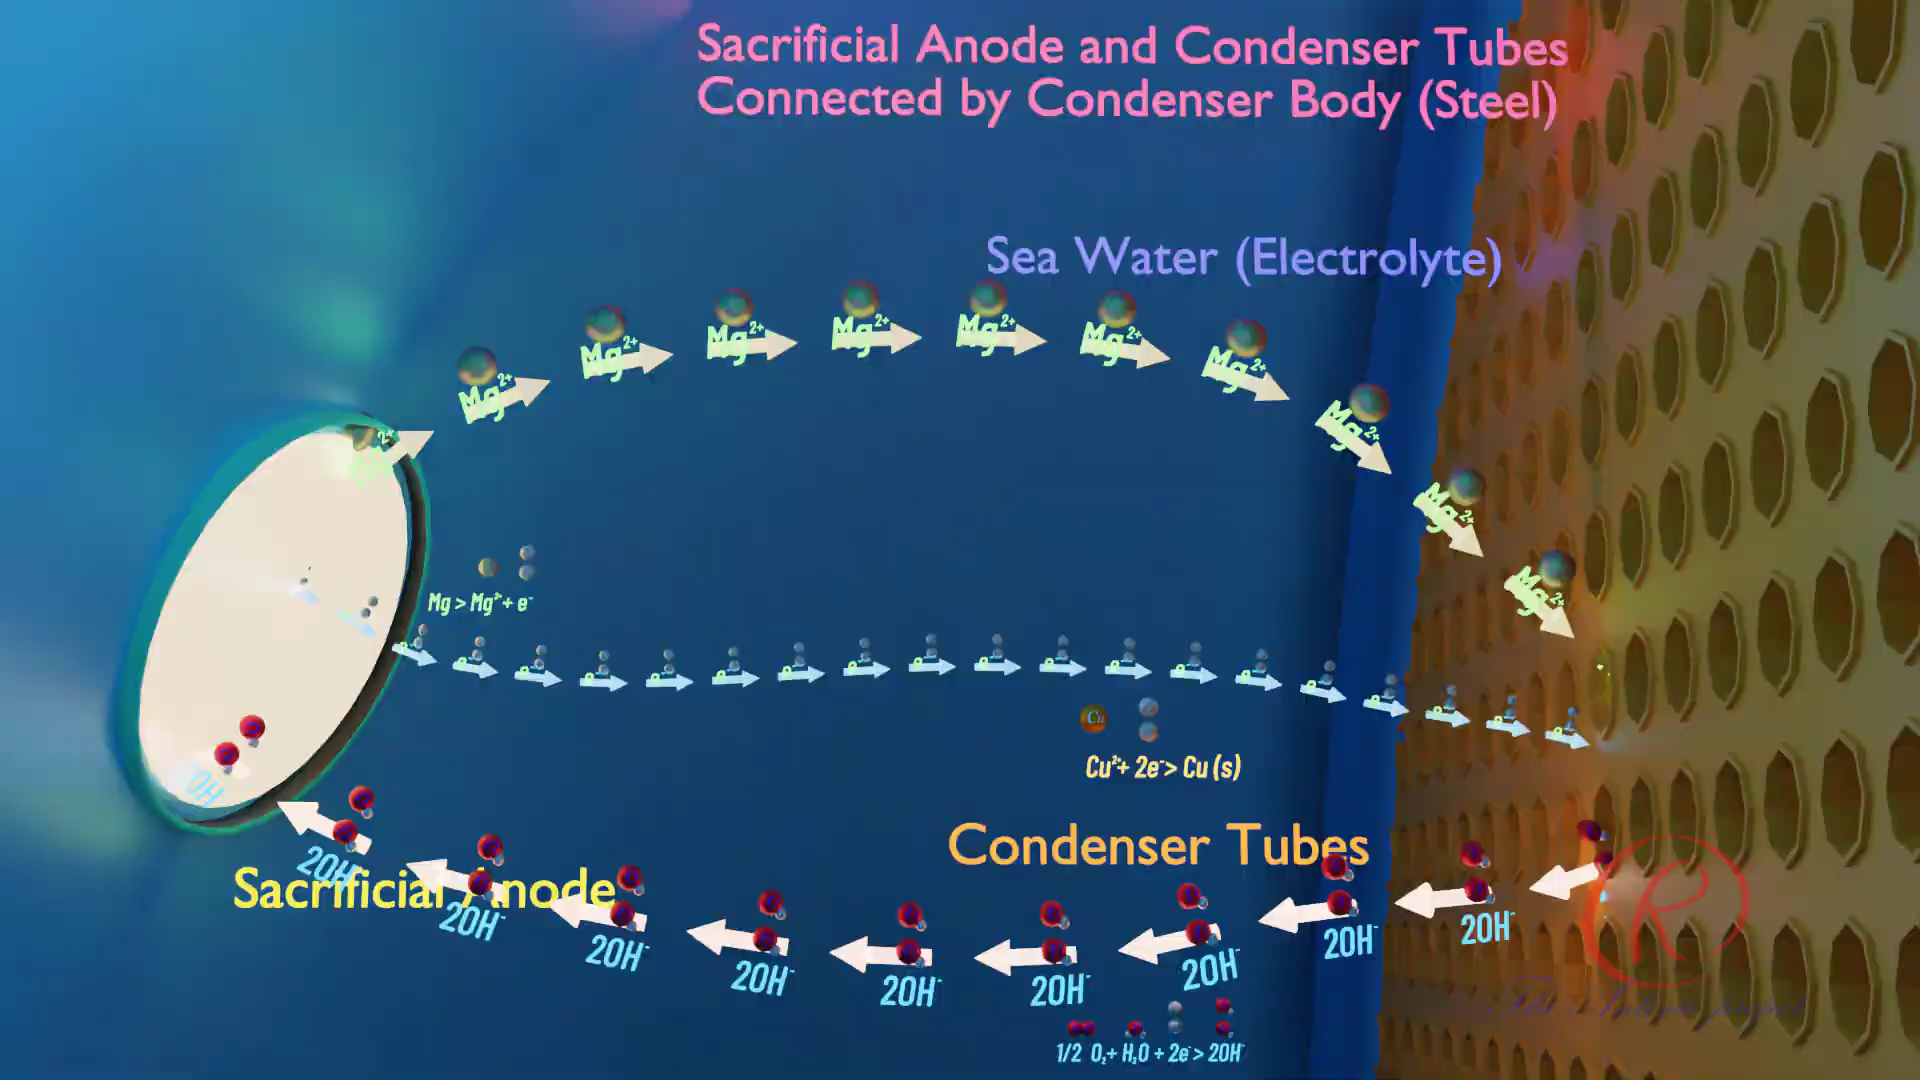 Sacrificial Anode and Condenser Tubes
Connected by Condenser Body (Steel)
Sea Water (Electrolyte)
Mg²⁺ Mg²⁺ Mg²⁺ Mg²⁺ Mg²⁺ Mg²⁺ Mg²⁺
Mg²⁺
Mg²⁺
Mg²⁺
Mg > Mg²⁺+ e⁻
Cu
Cu²⁺+ 2e⁻> Cu (s)
Condenser Tubes
Sacrificial Anode
2OH⁻ 2OH⁻ 2OH⁻ 2OH⁻ 2OH⁻ 2OH⁻ 2OH⁻ 2OH⁻ 2OH⁻
1/2 O₂+ H₂O + 2e⁻> 2OH⁻